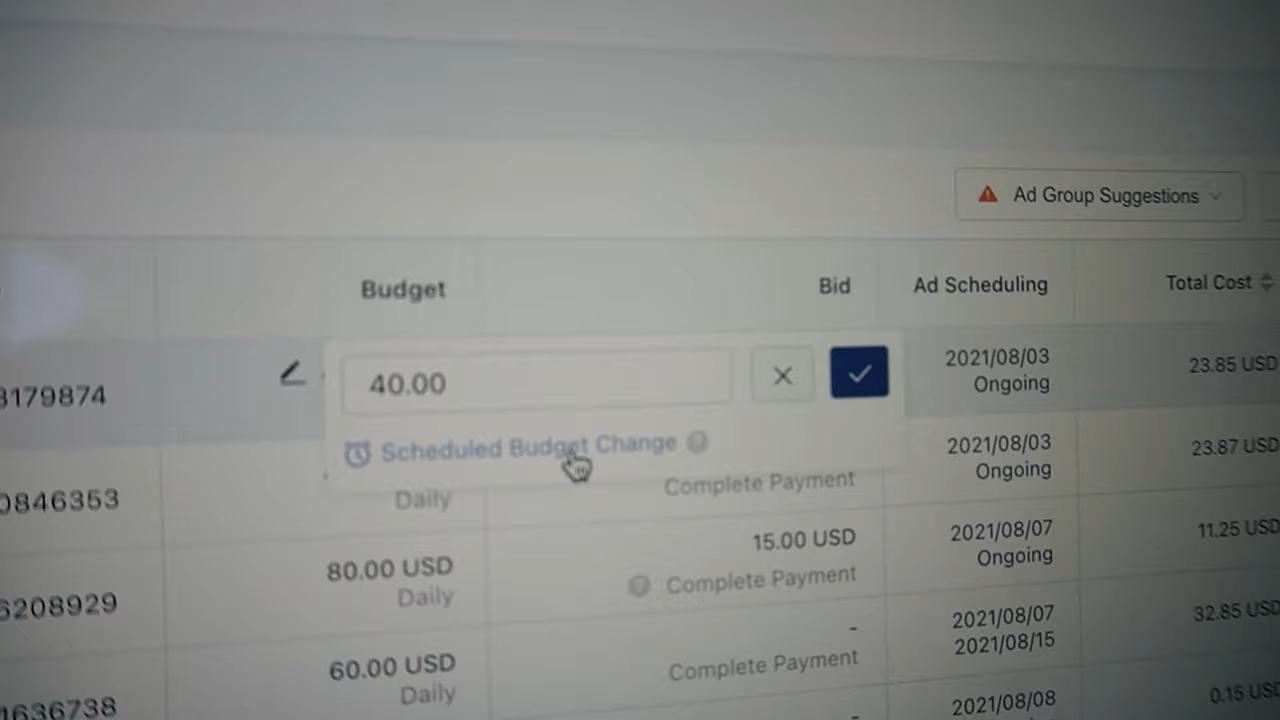 Ad Group Suggestions
Budget
Bid
Ad Scheduling
Total Cost
8179874
40.00
2021/08/03
Ongoing
23.85 USD
Scheduled Budget Change
0846353
Daily
Complete Payment
2021/08/03
Ongoing
23.87 USD
6208929
80.00 USD
Daily
15.00 USD
Complete Payment
2021/08/07
Ongoing
11.25 USD
1636738
60.00 USD
Daily
-
Complete Payment
2021/08/07
2021/08/15
32.85 USD
-
2021/08/08
0.15 USD